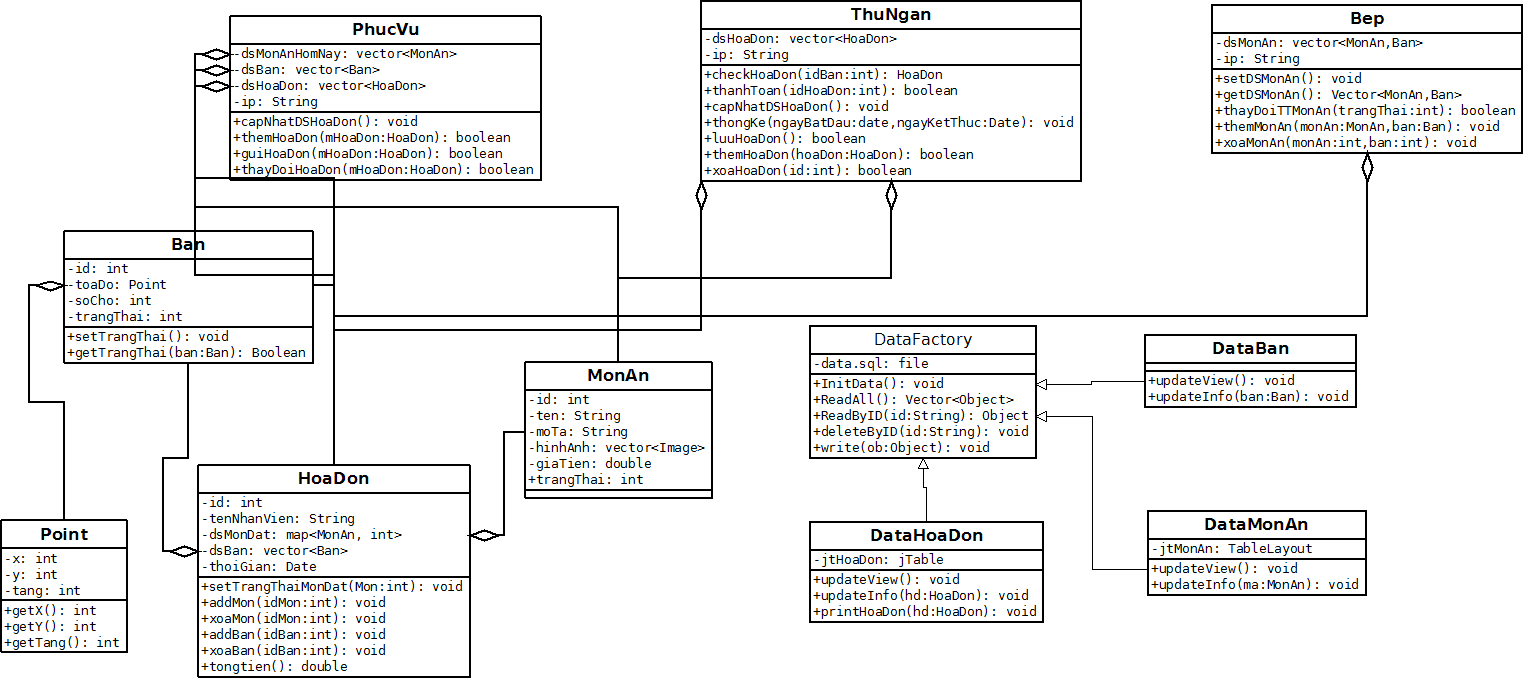 PhucVu
-dsMonAnHomNay: vector<MonAn>
-dsBan: vector<Ban>
-dsHoaDon: vector<HoaDon>
-ip: String
+capNhatDSHoaDon(): void
+themHoaDon(mHoaDon:HoaDon): boolean
+guiHoaDon(mHoaDon:HoaDon): boolean
+thayDoiHoaDon(mHoaDon:HoaDon): boolean
ThuNgan
-dsHoaDon: vector<HoaDon>
-ip: String
+checkHoaDon(idBan:int): HoaDon
+thanhToan(idHoaDon:int): boolean
+capNhatDSHoaDon(): void
+thongKe(ngayBatDau:date,ngayKetThuc:Date): void
+luuHoaDon(): boolean
+themHoaDon(hoaDon:HoaDon): boolean
+xoaHoaDon(id:int): boolean
Bep
-dsMonAn: vector<MonAn,Ban>
-ip: String
+setDSMonAn(): void
+getDSMonAn(): Vector<MonAn,Ban>
+thayDoiTTMonAn(trangThai:int): boolean
+themMonAn(monAn:MonAn,ban:Ban): void
+xoaMonAn(monAn:int,ban:int): void
Ban
-id: int
-toaDo: Point
-soCho: int
-trangThai: int
+setTrangThai(): void
+getTrangThai(ban:Ban): Boolean
MonAn
-id: int
-ten: String
-moTa: String
-hinhAnh: vector<Image>
-giaTien: double
+trangThai: int
DataFactory
-data.sql: file
+InitData(): void
+ReadAll(): Vector<Object>
+ReadByID(id:String): Object
+deleteByID(id:String): void
+write(ob:Object): void
DataBan
+updateView(): void
+updateInfo(ban:Ban): void
Point
-x: int
-y: int
-tang: int
+getX(): int
+getY(): int
+getTang(): int
HoaDon
-id: int
-tenNhanVien: String
-dsMonDat: map<MonAn, int>
-dsBan: vector<Ban>
-thoiGian: Date
+setTrangThaiMonDat(Mon:int): void
+addMon(idMon:int): void
+xoaMon(idMon:int): void
+addBan(idBan:int): void
+xoaBan(idBan:int): void
+tongtien(): double
DataHoaDon
-jtHoaDon: jTable
+updateView(): void
+updateInfo(hd:HoaDon): void
+printHoaDon(hd:HoaDon): void
DataMonAn
-jtMonAn: TableLayout
+updateView(): void
+updateInfo(ma:MonAn): void